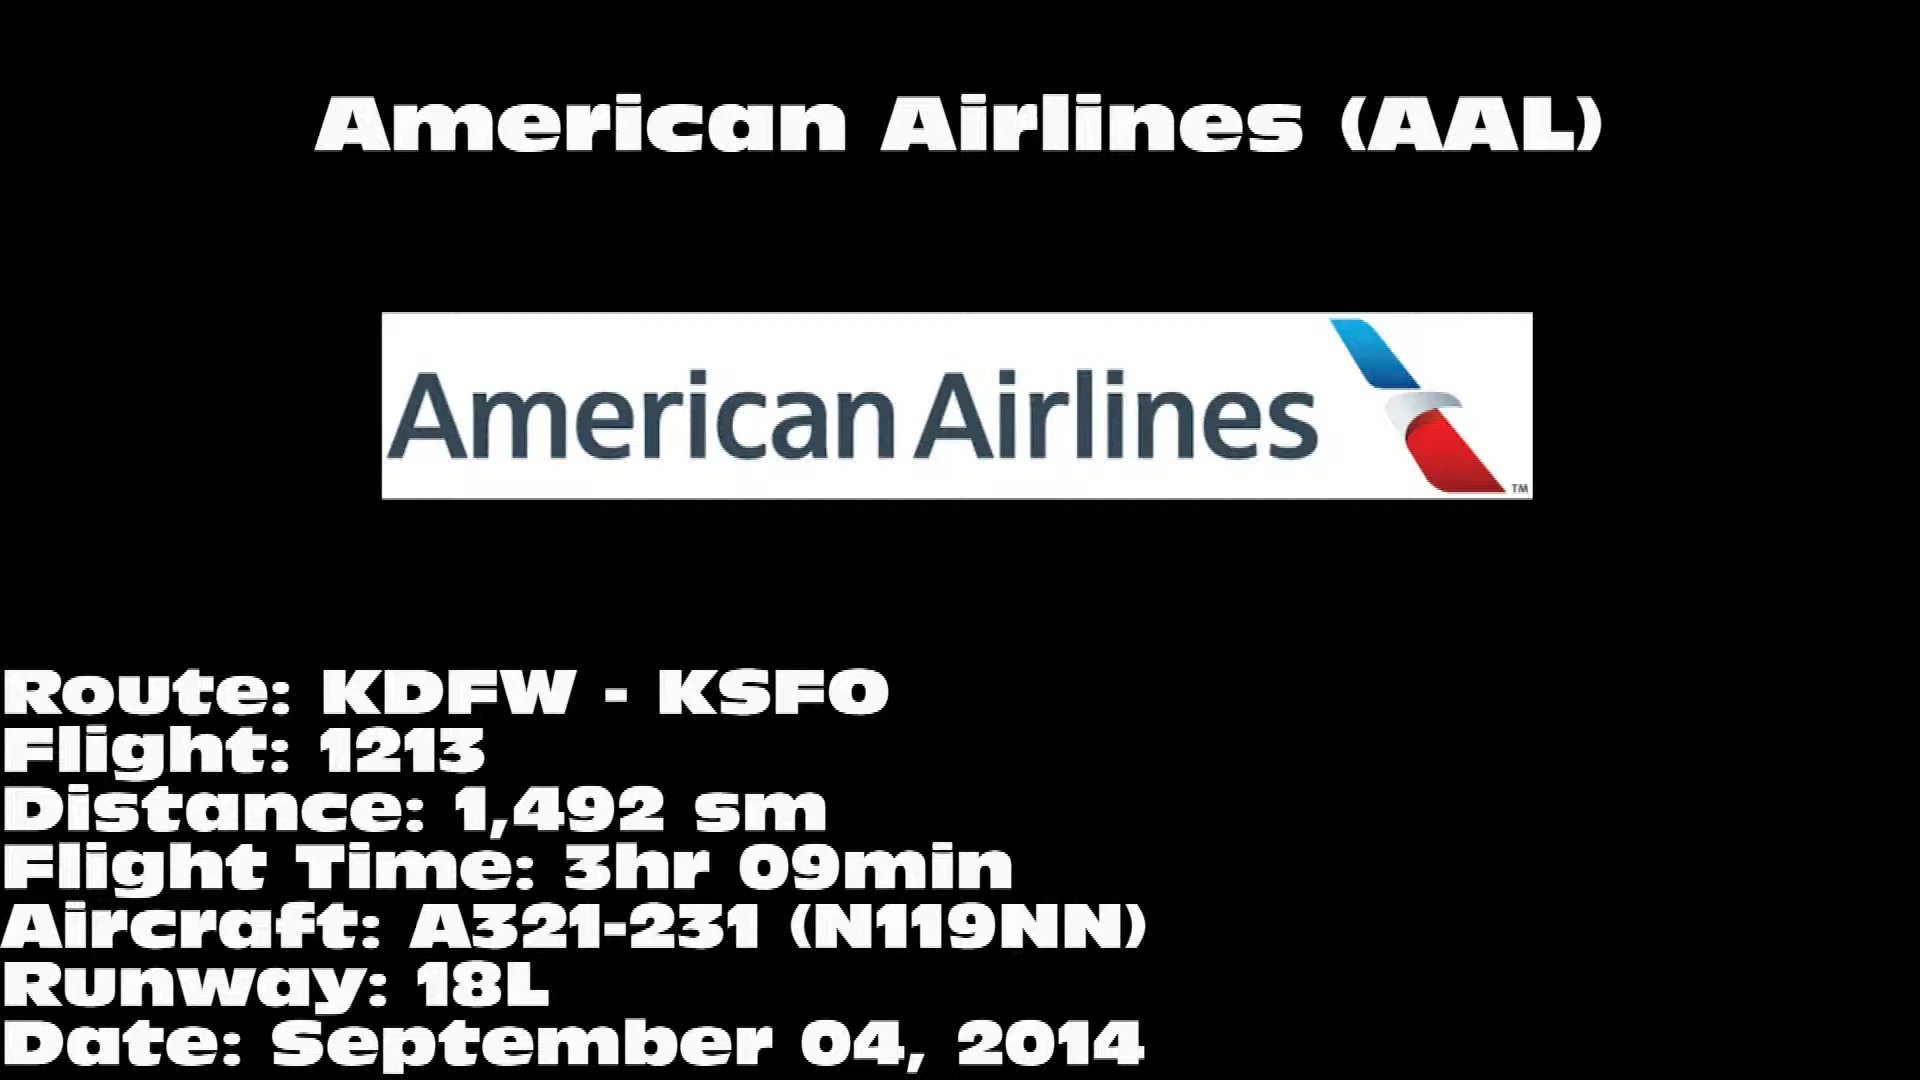 American Airlines (AAL)
American Airlines
TM
Route: KDFW - KSFO
Flight: 1213
Distance: 1,492 sm
Flight Time: 3hr 09min
Aircraft: A321-231 (N119NN)
Runway: 18L
Date: September 04, 2014